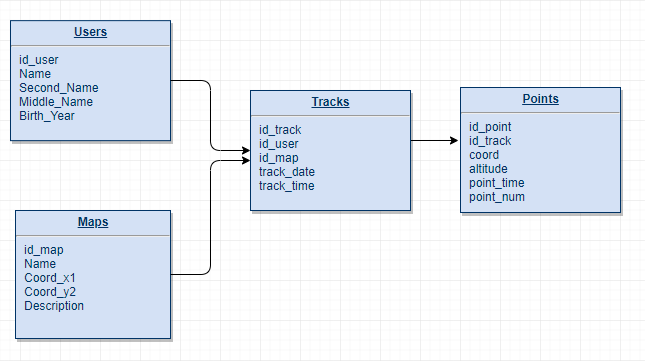 Users
id_user
Name
Second_Name
Middle_Name
Birth_Year
Maps
id_map
Name
Coord_x1
Coord_y2
Description
Tracks
id_track
id_user
id_map
track_date
track_time
Points
id_point
id_track
coord
altitude
point_time
point_num